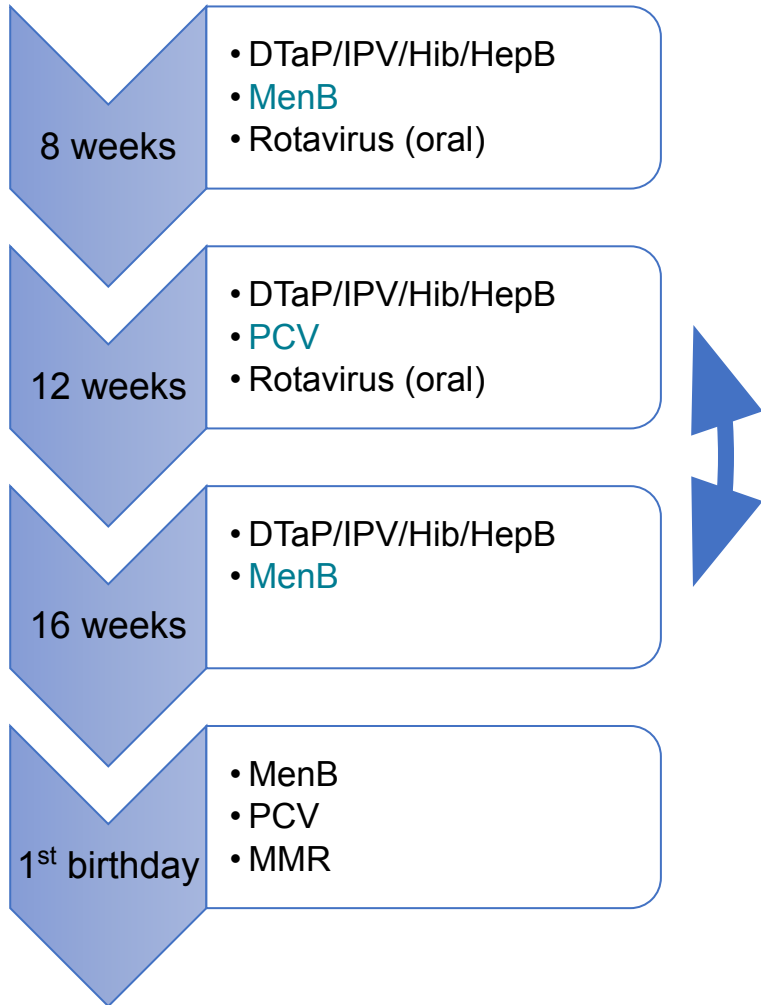 8 weeks
• DTaP/IPV/Hib/HepB
• MenB
• Rotavirus (oral)
12 weeks
• DTaP/IPV/Hib/HepB
• PCV
• Rotavirus (oral)
16 weeks
• DTaP/IPV/Hib/HepB
• MenB
1st birthday
• MenB
• PCV
• MMR